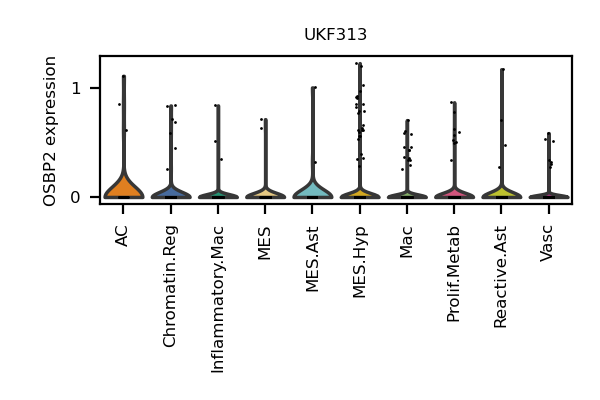 UKF313
OSBP2 expression
1
0
AC
Chromatin.Reg
Inflammatory.Mac
MES
MES.Ast
MES.Hyp
Mac
Prolif.Metab
Reactive.Ast
Vasc